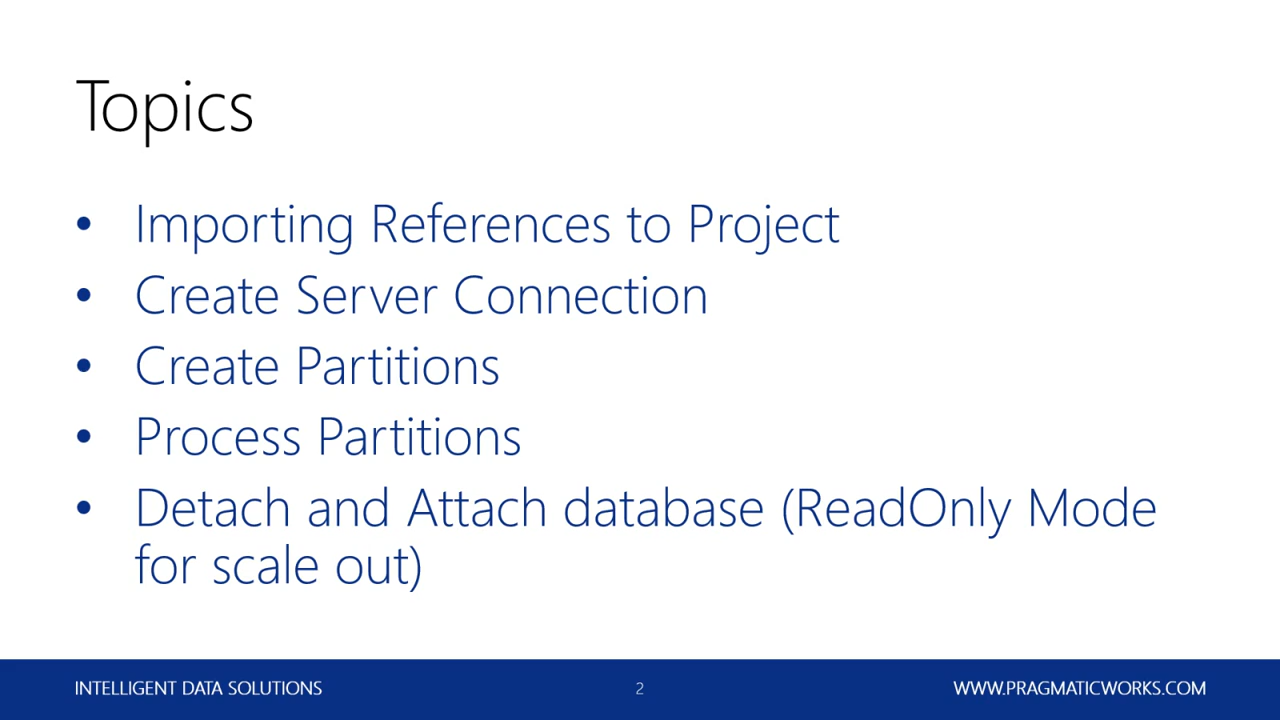 Topics
• Importing References to Project
• Create Server Connection
• Create Partitions
• Process Partitions
• Detach and Attach database (ReadOnly Mode
for scale out)
INTELLIGENT DATA SOLUTIONS 2 WWW.PRAGMATICWORKS.COM